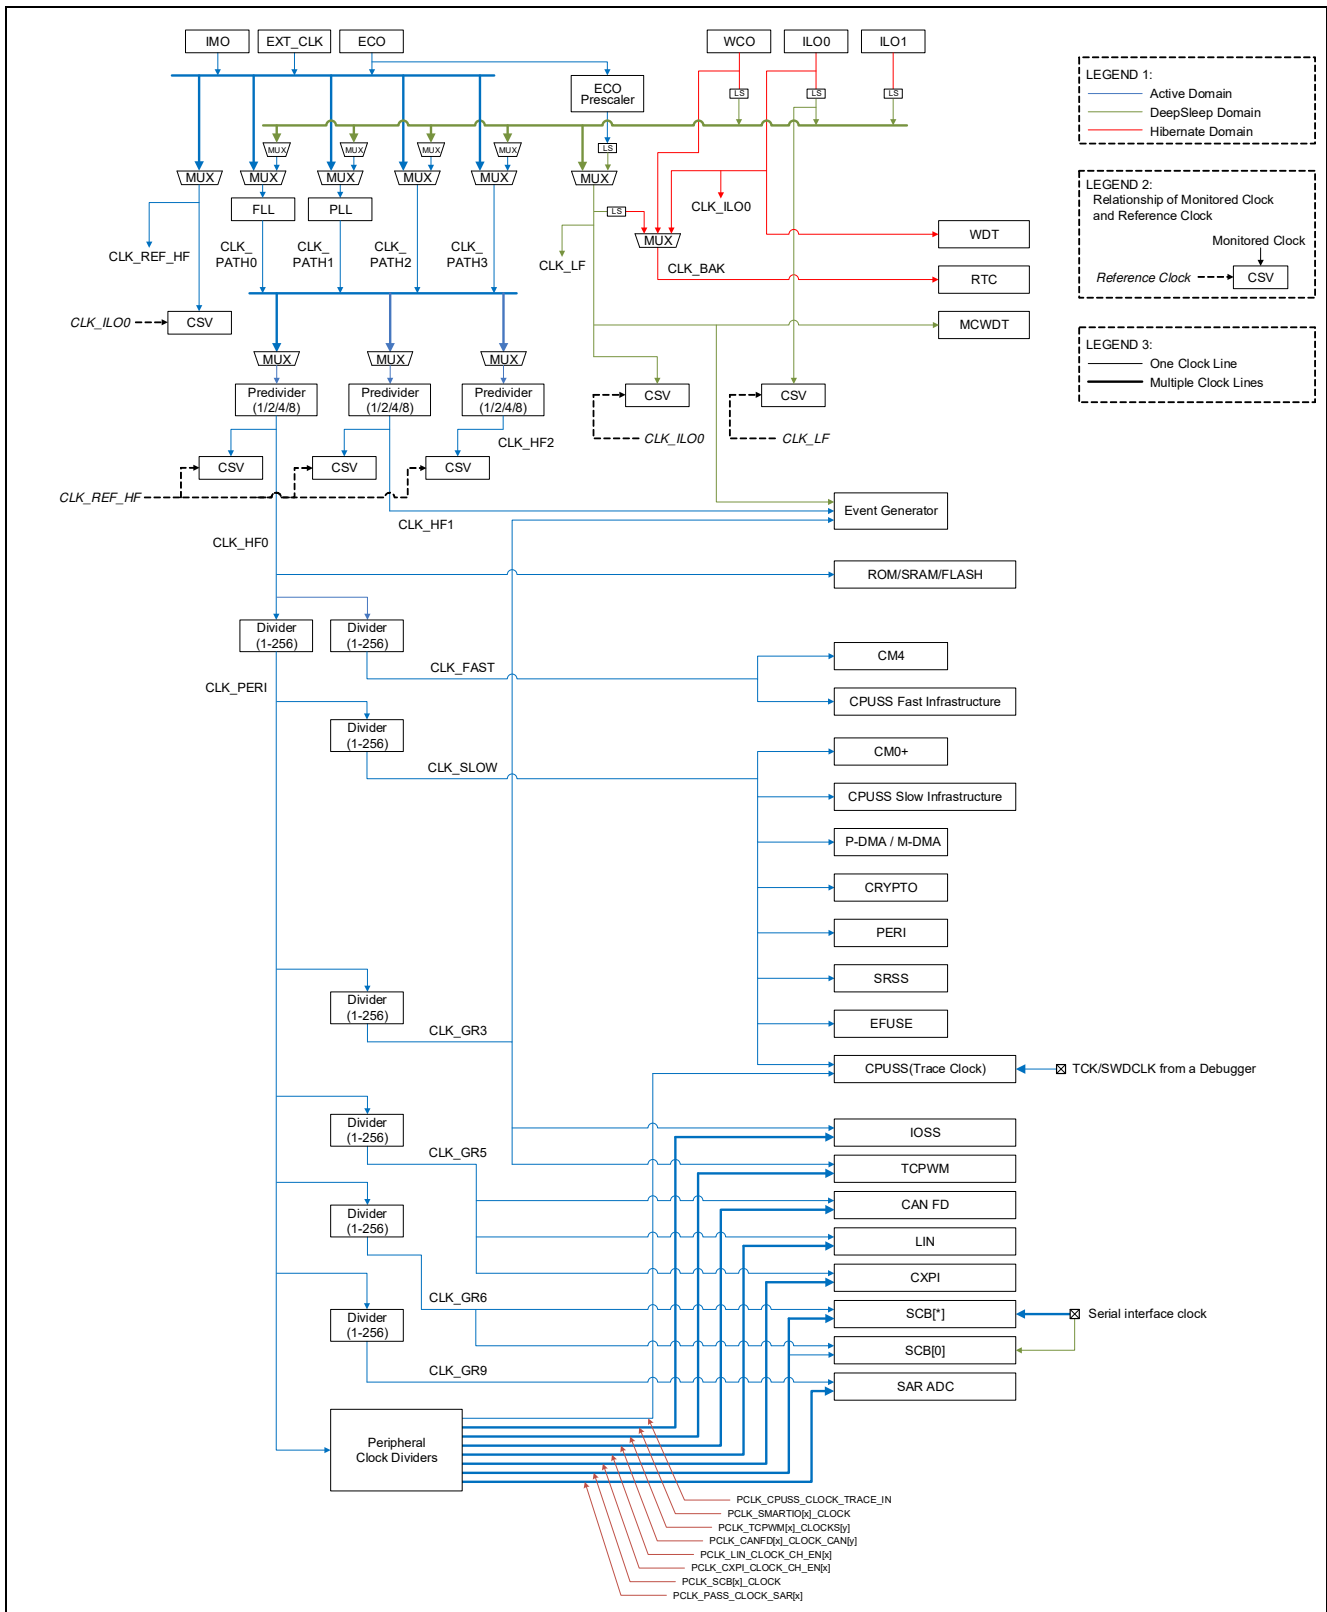 IMO
EXT_CLK
ECO
WCO
ILO0
ILO1
LEGEND 1:
Active Domain
DeepSleep Domain
Hibernate Domain
ECO
Prescaler
LS
LS
LS
MUX
MUX
MUX
MUX
LS
MUX
MUX
MUX
MUX
MUX
MUX
LEGEND 2:
Relationship of Monitored Clock
and Reference Clock
Monitored Clock
Reference Clock
CSV
FLL
PLL
LS
CLK_ILO0
CLK_REF_HF
CLK_
PATH0
CLK_
PATH1
CLK_
PATH2
CLK_
PATH3
CLK_LF
MUX
CLK_BAK
WDT
RTC
MCWDT
CLK_ILO0
CSV
LEGEND 3:
One Clock Line
Multiple Clock Lines
MUX
MUX
MUX
Predivider
(1/2/4/8)
Predivider
(1/2/4/8)
Predivider
(1/2/4/8)
CSV
CSV
CLK_ILO0
CLK_LF
CLK_HF2
CSV
CSV
CSV
CLK_REF_HF
CLK_HF1
Event Generator
CLK_HF0
ROM/SRAM/FLASH
Divider
(1-256)
Divider
(1-256)
CLK_FAST
CM4
CLK_PERI
CPUSS Fast Infrastructure
Divider
(1-256)
CLK_SLOW
CM0+
CPUSS Slow Infrastructure
P-DMA / M-DMA
CRYPTO
PERI
SRSS
Divider
(1-256)
CLK_GR3
EFUSE
CPUSS(Trace Clock)
TCK/SWDCLK from a Debugger
Divider
(1-256)
CLK_GR5
IOSS
TCPWM
CAN FD
Divider
(1-256)
LIN
CXPI
CLK_GR6
SCB[*]
Serial interface clock
Divider
(1-256)
SCB[0]
CLK_GR9
SAR ADC
Peripheral
Clock Dividers
PCLK_CPUSS_CLOCK_TRACE_IN
PCLK_SMARTIO[x]_CLOCK
PCLK_TCPWM[x]_CLOCKS[y]
PCLK_CANFD[x]_CLOCK_CAN[y]
PCLK_LIN_CLOCK_CH_EN[x]
PCLK_CXPI_CLOCK_CH_EN[x]
PCLK_SCB[x]_CLOCK
PCLK_PASS_CLOCK_SAR[x]